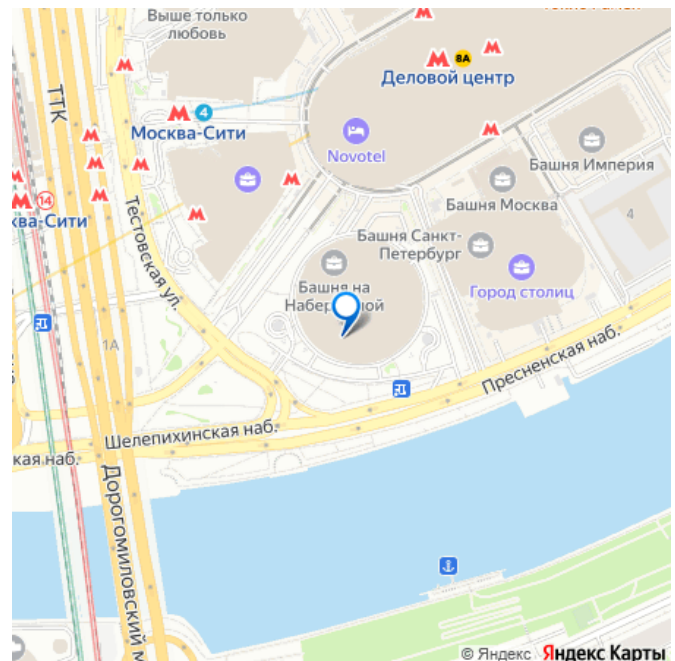 Выше только
любовь
8А
Деловой центр
ТТК
М
4
Москва-Сити
Novotel
Башня Империя
14
ква-Сити
Башня Москва
4
Тестовская ул.
Башня Санкт-
Петербург
Башня на
Набережной
Город столиц
1А
Пресненская наб.
Шелепихинская наб.
кая наб.
Дорогомиловский м
© Яндекс Яндекс Карты